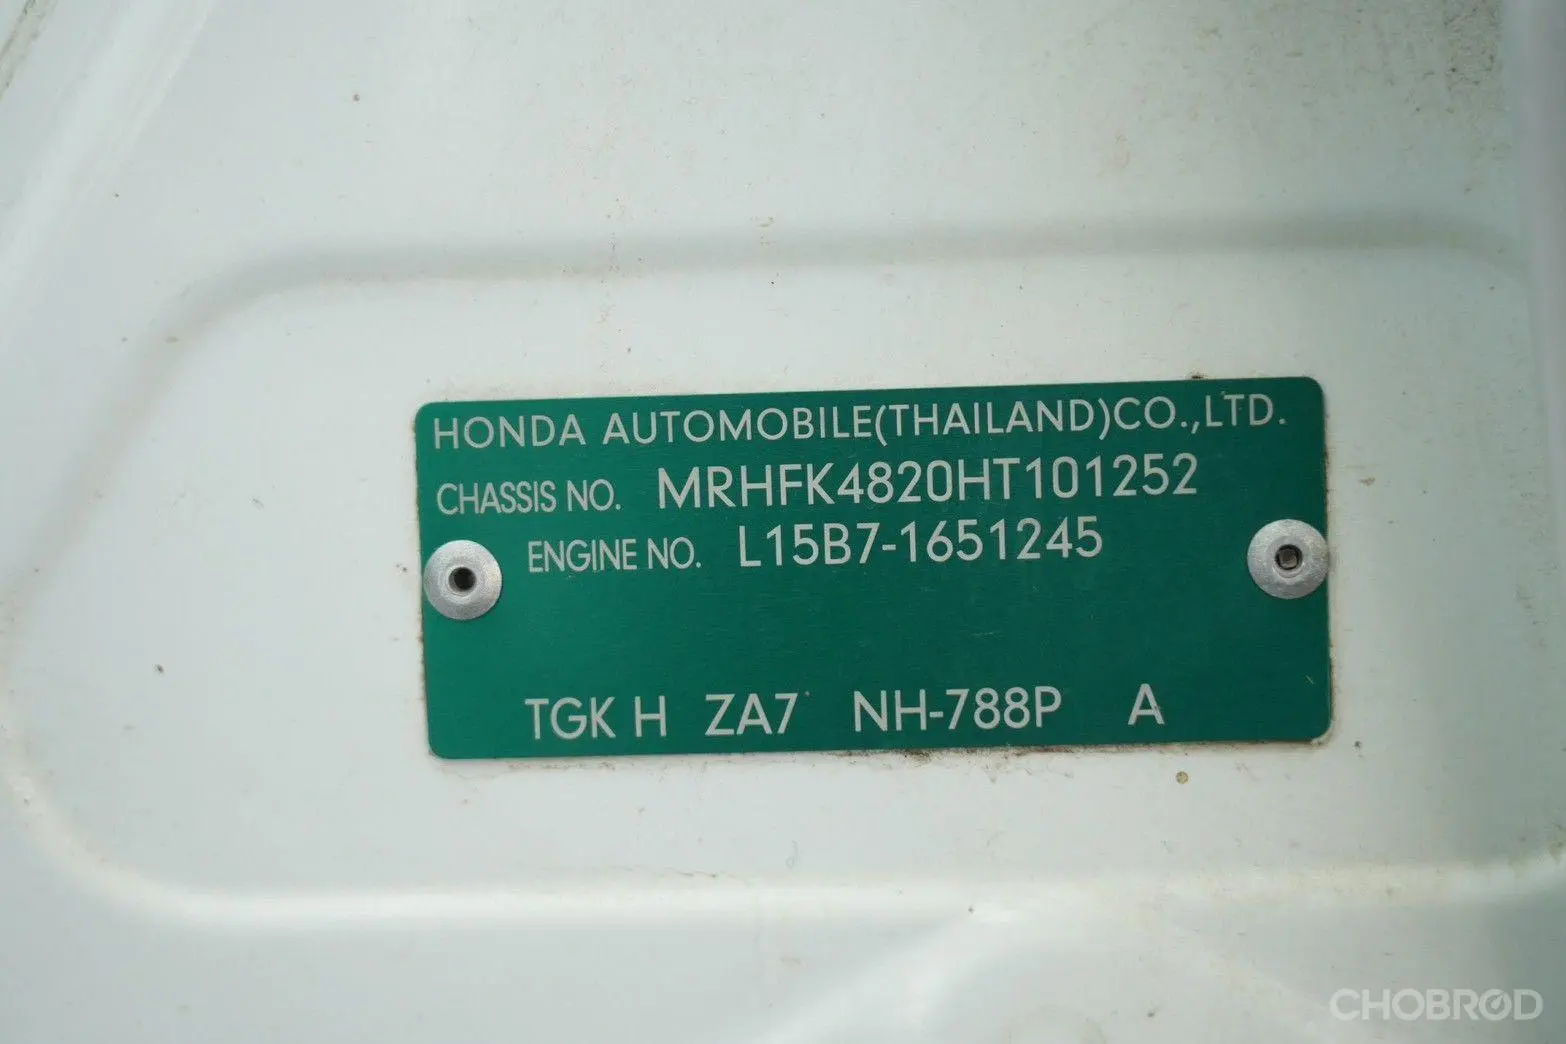 HONDA AUTOMOBILE(THAILAND)CO.,LTD.
CHASSIS NO. MRHFK4820HT101252
ENGINE NO. L15B7-1651245
TGK H ZA7 NH-788P A
CHOBROD